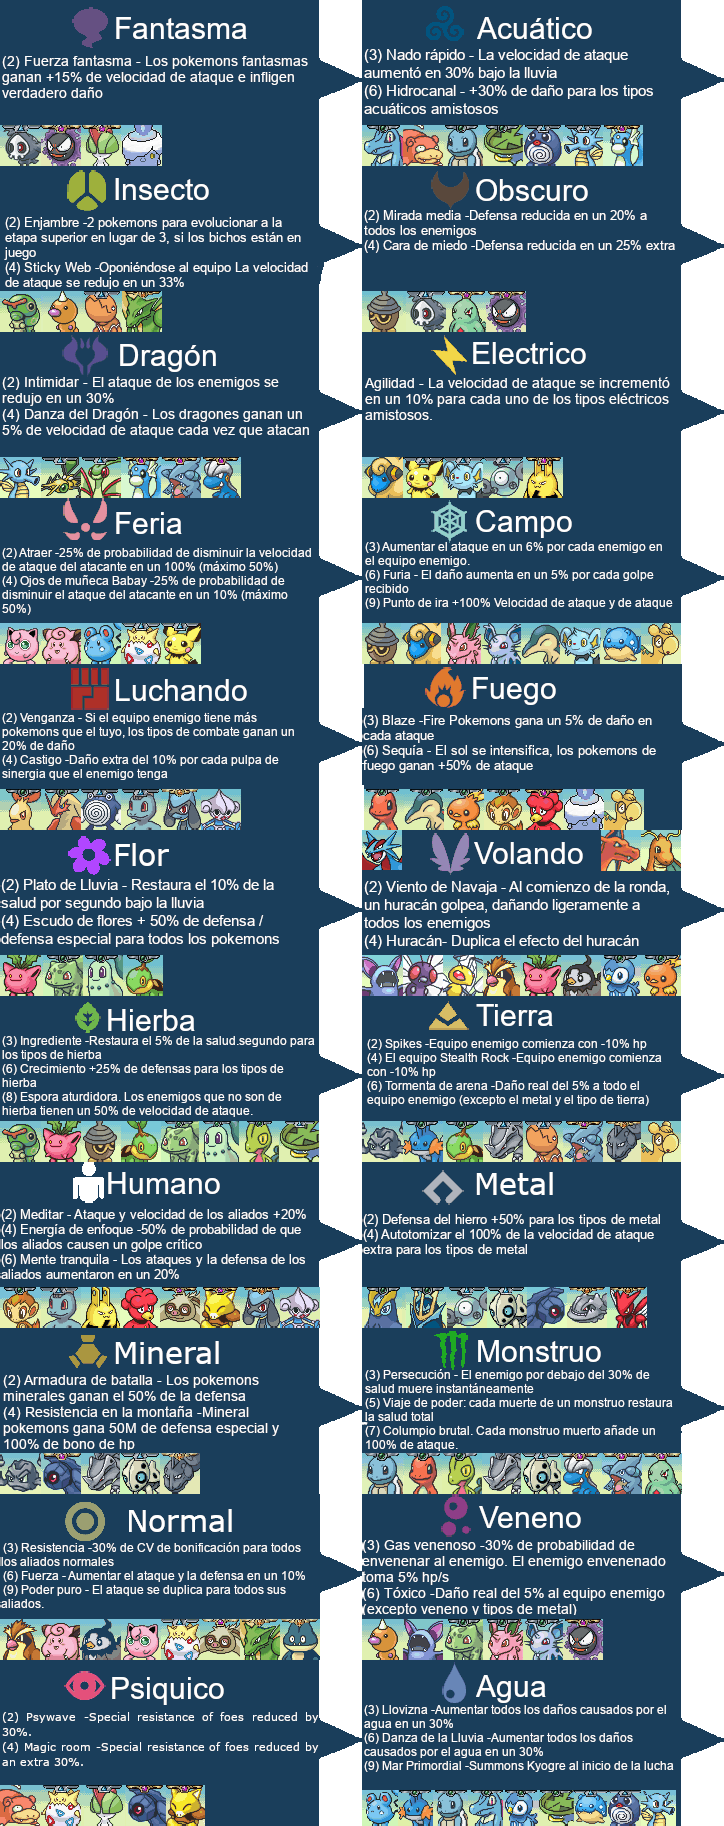 Fantasma
(2) Fuerza fantasma - Los pokemons fantasmas
ganan +15% de velocidad de ataque e infligen
verdadero daño
Acuático
(3) Nado rápido - La velocidad de ataque
aumentó en 30% bajo la lluvia
(6) Hidrocanal - +30% de daño para los tipos
acuáticos amistosos
Insecto
(2) Enjambre -2 pokemons para evolucionar a la
etapa superior en lugar de 3, si los bichos están en
juego
(4) Sticky Web -Oponiéndose al equipo La velocidad
de ataque se redujo en un 33%
Obscuro
(2) Mirada media -Defensa reducida en un 20% a
todos los enemigos
(4) Cara de miedo -Defensa reducida en un 25% extra
Dragón
(2) Intimidar - El ataque de los enemigos se
redujo en un 30%
(4) Danza del Dragón - Los dragones ganan un
5% de velocidad de ataque cada vez que atacan
Electrico
Agilidad - La velocidad de ataque se incrementó
en un 10% para cada uno de los tipos eléctricos
amistosos.
Feria
(2) Atraer -25% de probabilidad de disminuir la velocidad
de ataque del atacante en un 100% (máximo 50%)
(4) Ojos de muñeca Babay -25% de probabilidad de
disminuir el ataque del atacante en un 10% (máximo
50%)
Campo
(3) Aumentar el ataque en un 6% por cada enemigo en
el equipo enemigo.
(6) Furia - El daño aumenta en un 5% por cada golpe
recibido
(9) Punto de ira +100% Velocidad de ataque y de ataque
Luchando
(2) Venganza - Si el equipo enemigo tiene más
pokemons que el tuyo, los tipos de combate ganan un
20% de daño
(4) Castigo -Daño extra del 10% por cada pulpa de
sinergia que el enemigo tenga
Fuego
(3) Blaze -Fire Pokemons gana un 5% de daño en
cada ataque
(6) Sequía - El sol se intensifica, los pokemons de
fuego ganan +50% de ataque
Flor
(2) Plato de Lluvia - Restaura el 10% de la
salud por segundo bajo la lluvia
(4) Escudo de flores + 50% de defensa /
defensa especial para todos los pokemons
Volando
(2) Viento de Navaja - Al comienzo de la ronda,
un huracán golpea, dañando ligeramente a
todos los enemigos
(4) Huracán- Duplica el efecto del huracán
Hierba
(3) Ingrediente -Restaura el 5% de la salud.segundo para
los tipos de hierba
(6) Crecimiento +25% de defensas para los tipos de
hierba
(8) Espora aturdidora. Los enemigos que no son de
hierba tienen un 50% de velocidad de ataque.
Tierra
(2) Spikes -Equipo enemigo comienza con -10% hp
(4) El equipo Stealth Rock -Equipo enemigo comienza
con -10% hp
(6) Tormenta de arena -Daño real del 5% a todo el
equipo enemigo (excepto el metal y el tipo de tierra)
Humano
(2) Meditar - Ataque y velocidad de los aliados +20%
(4) Energía de enfoque -50% de probabilidad de que
los aliados causen un golpe crítico
(6) Mente tranquila - Los ataques y la defensa de los
aliados aumentaron en un 20%
Metal
(2) Defensa del hierro +50% para los tipos de metal
(4) Autotomizar el 100% de la velocidad de ataque
extra para los tipos de metal
Mineral
(2) Armadura de batalla - Los pokemons
minerales ganan el 50% de la defensa
(4) Resistencia en la montaña -Mineral
pokemons gana 50M de defensa especial y
100% de bono de hp
Monstruo
(3) Persecución - El enemigo por debajo del 30% de
salud muere instantáneamente
(5) Viaje de poder: cada muerte de un monstruo restaura
la salud total
(7) Columpio brutal. Cada monstruo muerto añade un
100% de ataque.
Normal
(3) Resistencia -30% de CV de bonificación para todos
los aliados normales
(6) Fuerza - Aumentar el ataque y la defensa en un 10%
(9) Poder puro - El ataque se duplica para todos sus
aliados.
Veneno
(3) Gas venenoso -30% de probabilidad de
envenenar al enemigo. El enemigo envenenado
toma 5% hp/s
(6) Tóxico -Daño real del 5% al equipo enemigo
(excepto veneno y tipos de metal)
Psiquico
(2) Psywave -Special resistance of foes reduced by
30%.
(4) Magic room -Special resistance of foes reduced by
an extra 30%.
Agua
(3) Llovizna -Aumentar todos los daños causados por el
agua en un 30%
(6) Danza de la Lluvia -Aumentar todos los daños
causados por el agua en un 30%
(9) Mar Primordial -Summons Kyogre al inicio de la lucha